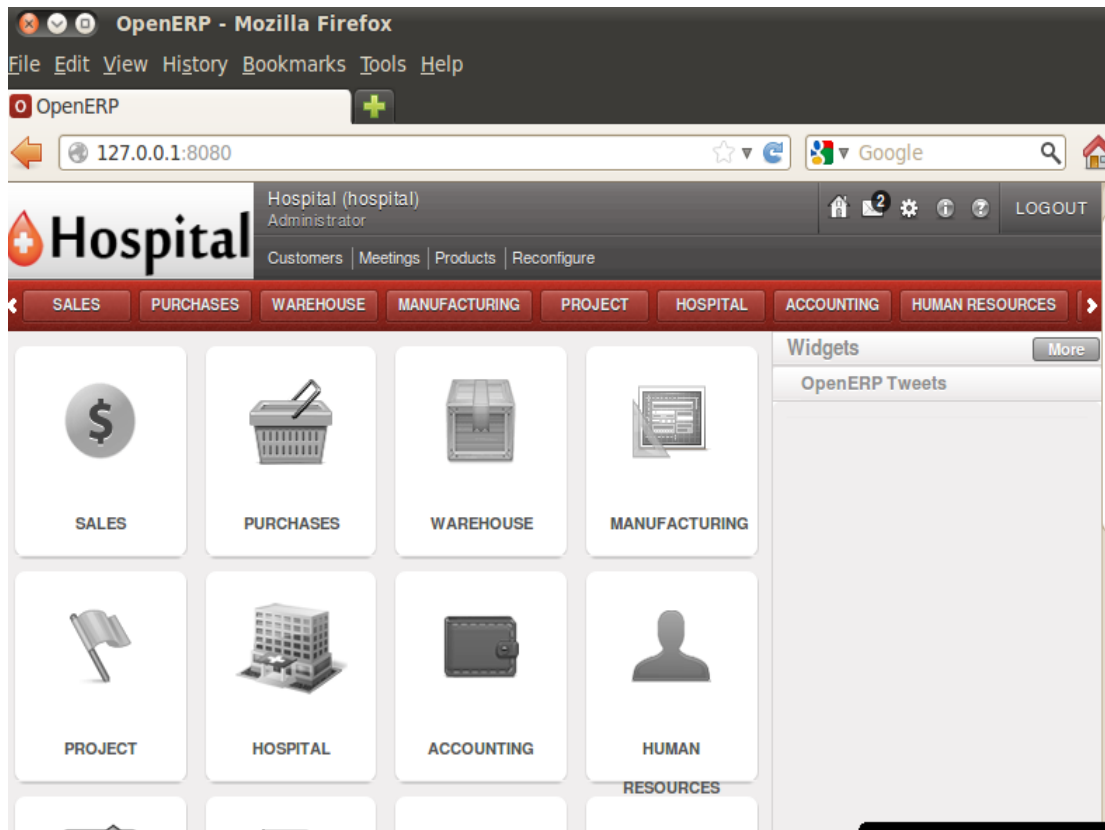 OpenERP - Mozilla Firefox
File Edit View History Bookmarks Tools Help
O OpenERP
127.0.0.1:8080 Google
Hospital
Hospital (hospital)
Administrator
2
LOGOUT
Customers | Meetings | Products | Reconfigure
SALES PURCHASES WAREHOUSE MANUFACTURING PROJECT HOSPITAL ACCOUNTING HUMAN RESOURCES
Widgets More
OpenERP Tweets
$
SALES PURCHASES WAREHOUSE MANUFACTURING
PROJECT HOSPITAL ACCOUNTING HUMAN
RESOURCES